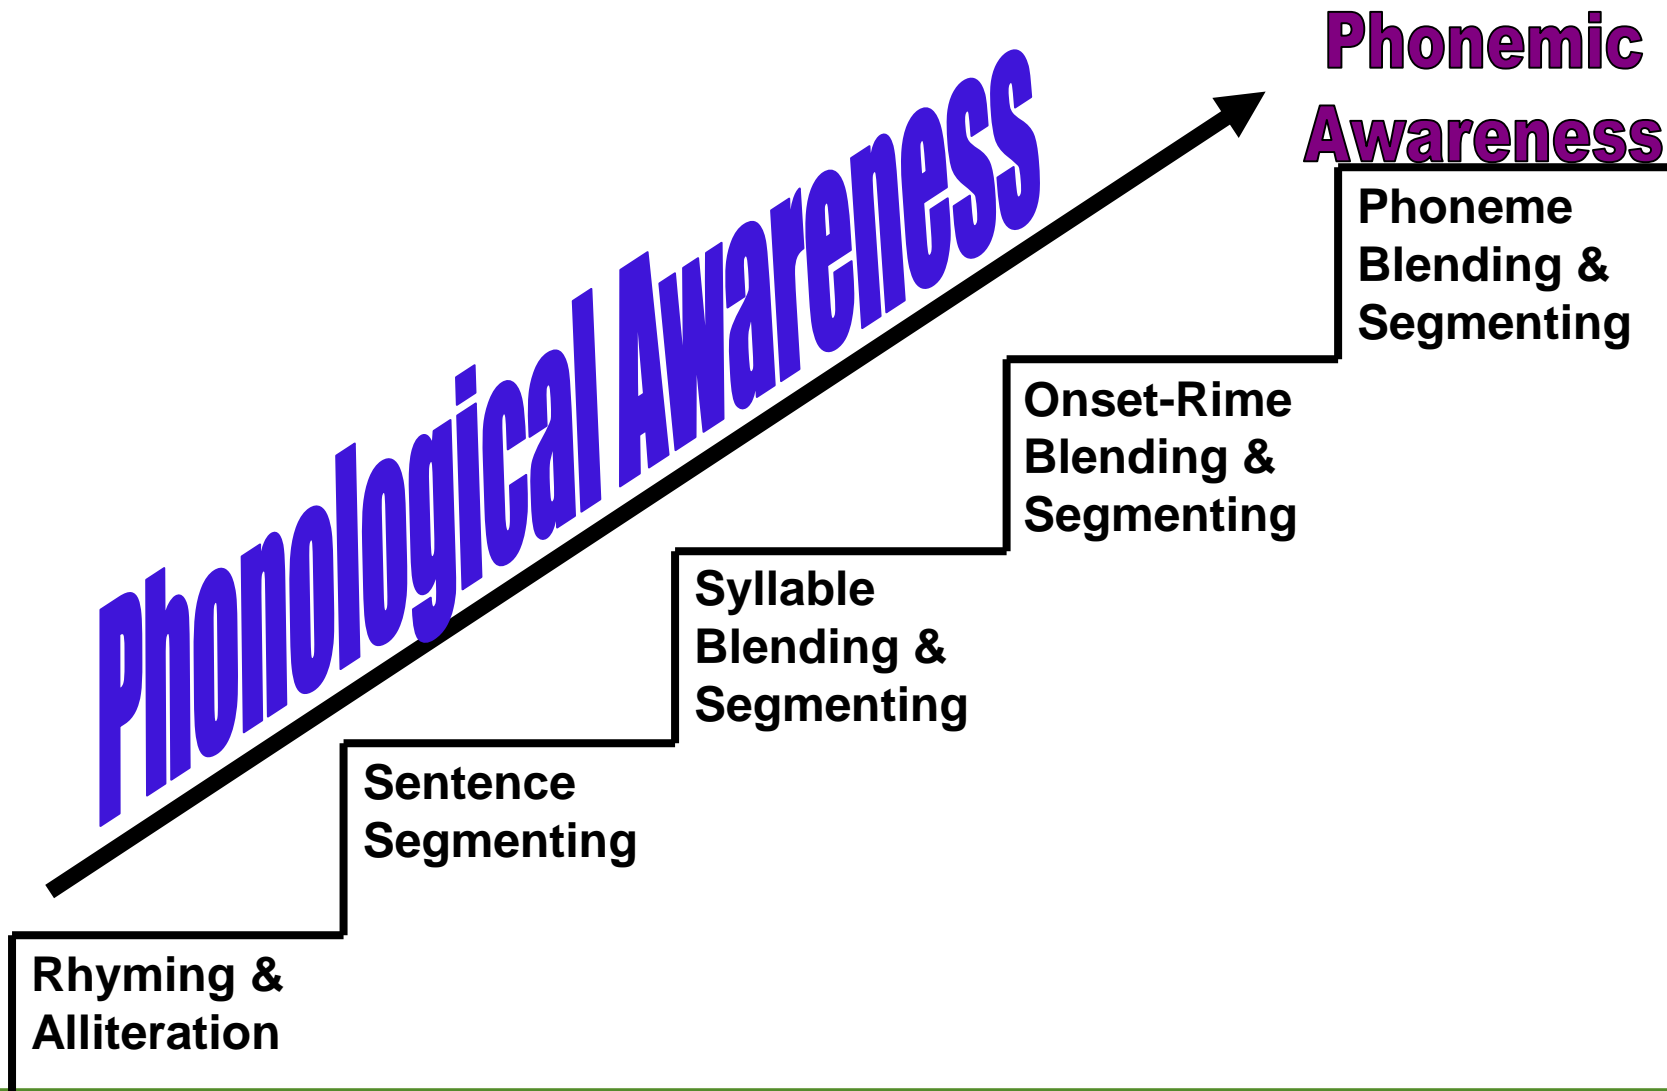 Phonemic
Awareness
Phonological Awareness
Phoneme
Blending &
Segmenting
Onset-Rime
Blending &
Segmenting
Syllable
Blending &
Segmenting
Sentence
Segmenting
Rhyming &
Alliteration